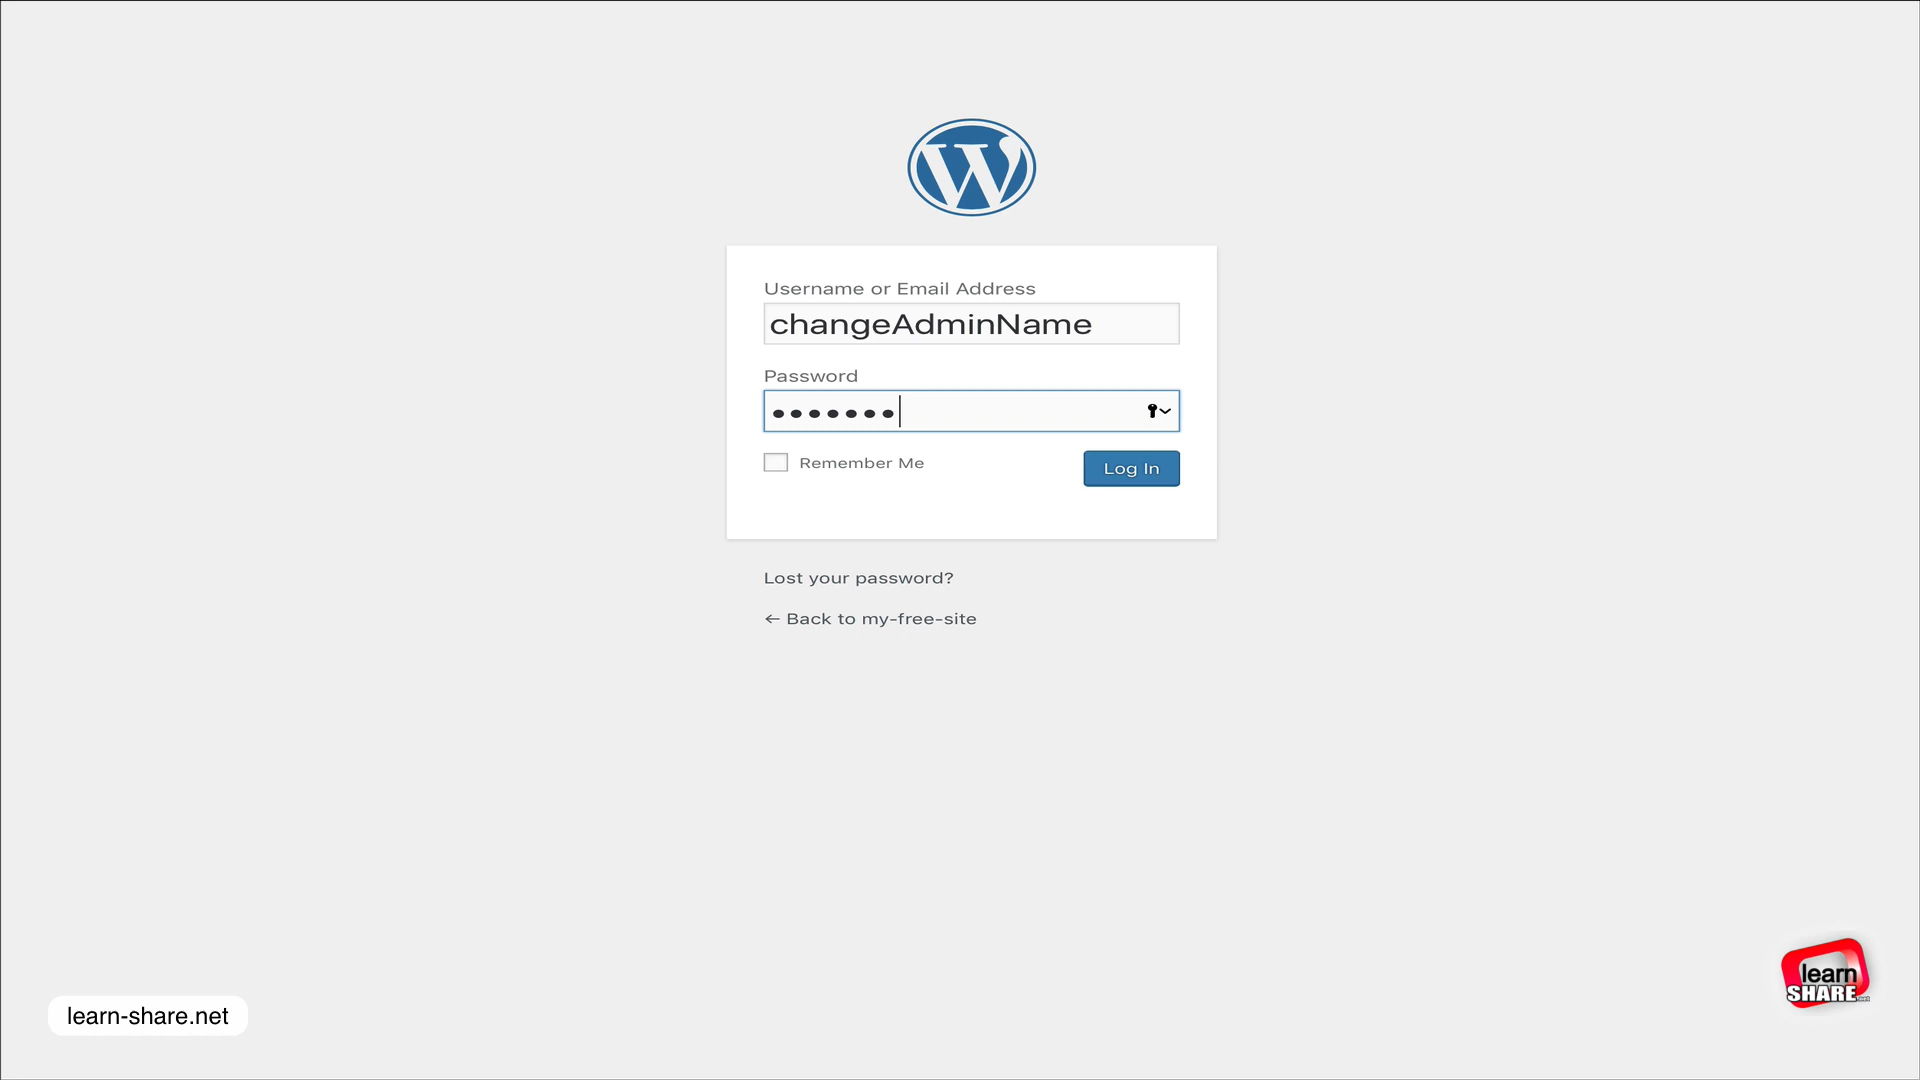 Username or Email Address
changeAdminName
Password
Remember Me
Log In
Lost your password?
← Back to my-free-site
learn
SHARE.net
learn-share.net